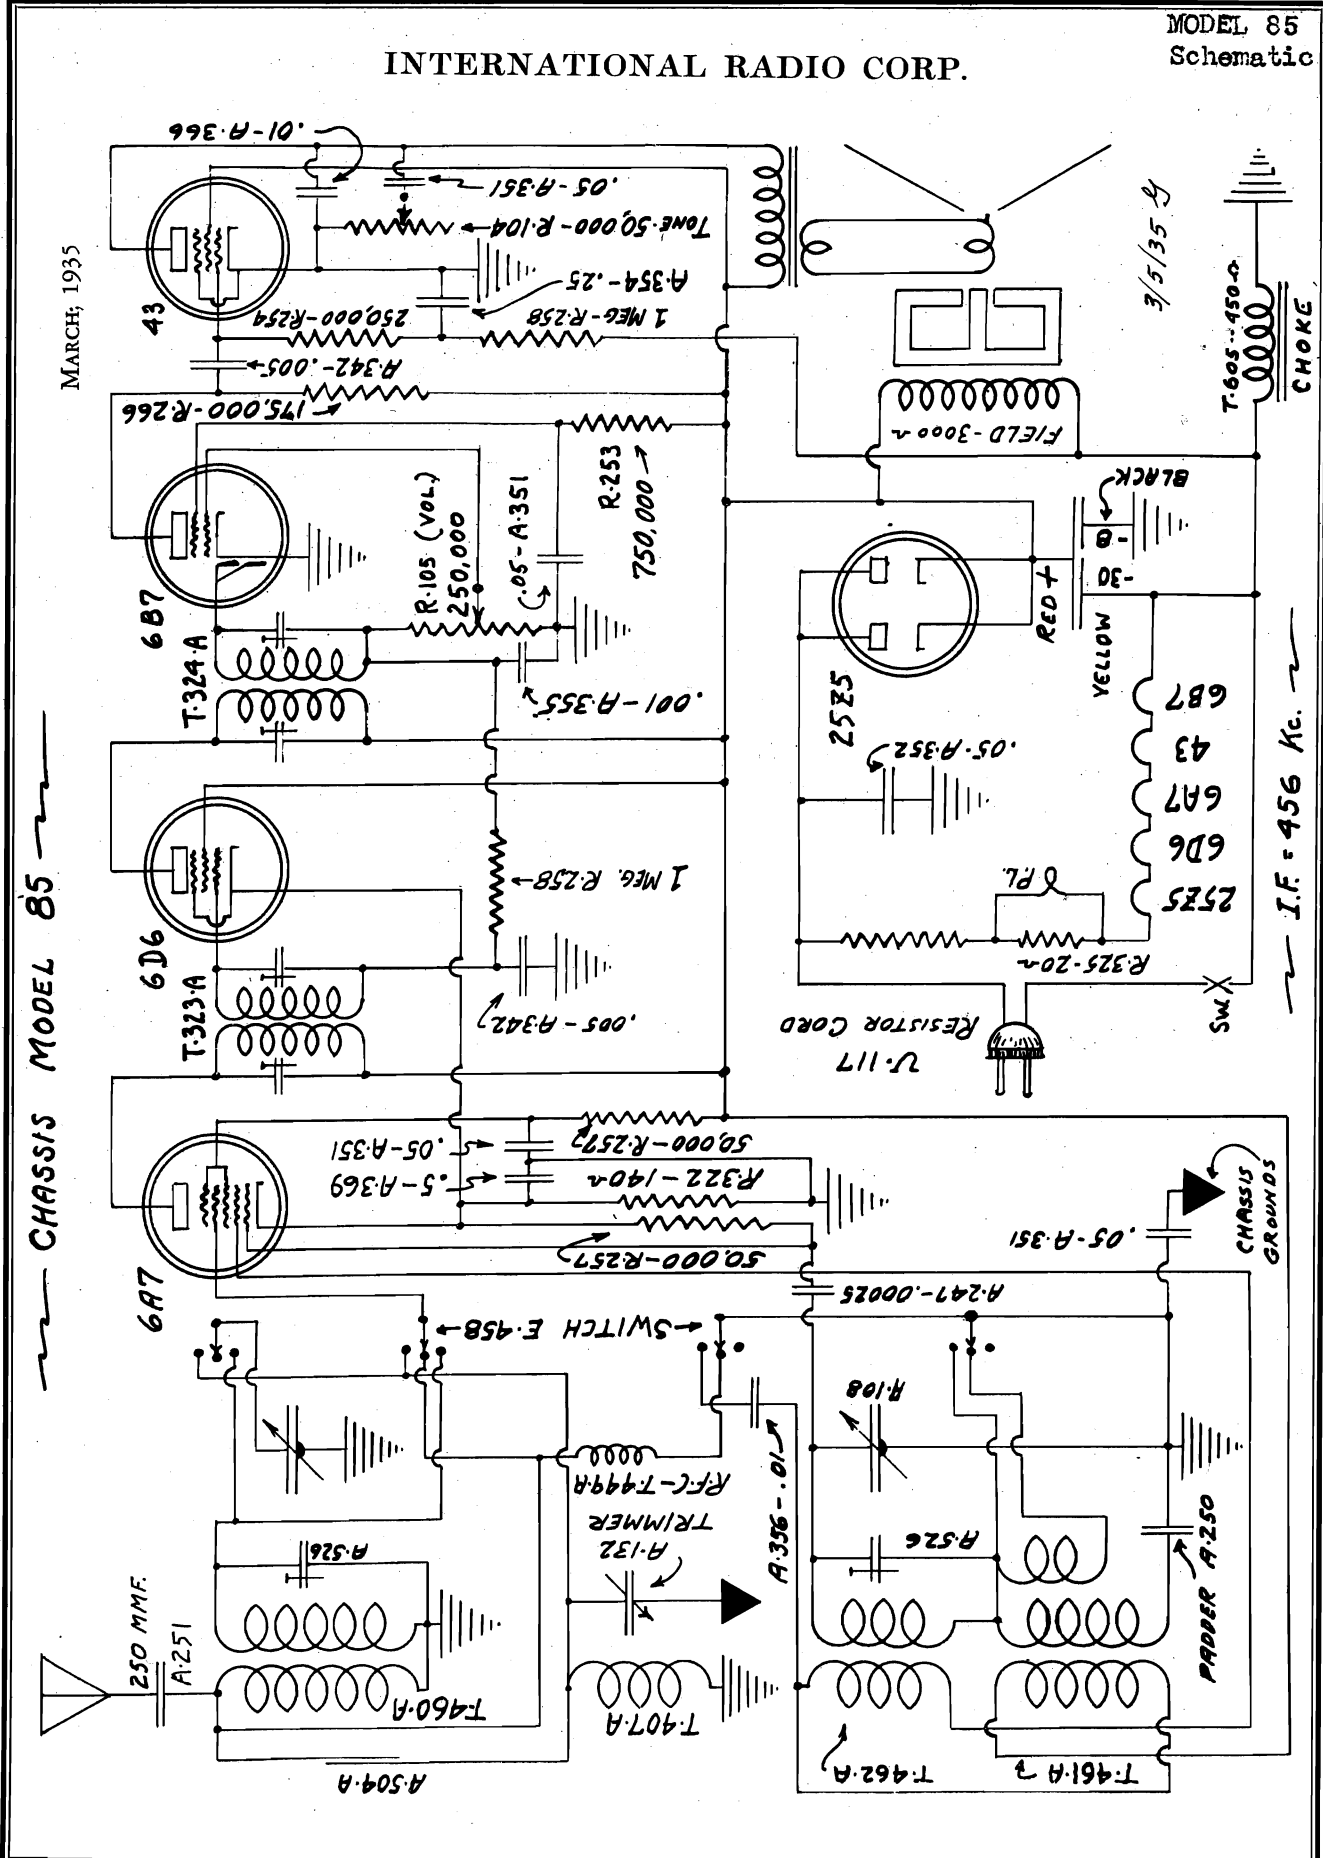 MODEL 85
Schematic
INTERNATIONAL RADIO CORP.
MARCH, 1935
CHASSIS MODEL 85
.01-A-366
.05-A-351
TONE-50,000-R-104
A-354-.25
43
250,000-R-254
1 MEG-R-258
A-342-.005
175,000-R-266
R-253
750,000
6B7
R-105 (VOL.)
250,000
.05-A-351
T-324-A
.001-A-355
3/5/35
T-605--450Ω
CHOKE
FIELD-3000Ω
BLACK
-8
-30
RED+
YELLOW
25Z5
.05-A-352
6B7
43
6A7
6D6
25Z5
P.L.
R-325-20Ω
I.F. = 456 Kc.
6D6
T-323-A
1 MEG. R-258
.005-A-342
RESISTOR CORD
U-117
SW.
.05-A-351
50,000-R-257
.5-A-369
R-322-140Ω
50,000-R-257
6A7
.05-A-351
CHASSIS
GROUNDS
A-247-.00025
SWITCH E-458
A-108
R.F.C-T-449-A
A-356-.01
TRIMMER
A-132
A-526
A-526
PADDER A-250
250 MMF.
A-251
T-460-A
T-407-A
A-504-A
T-462-A
T-461-A